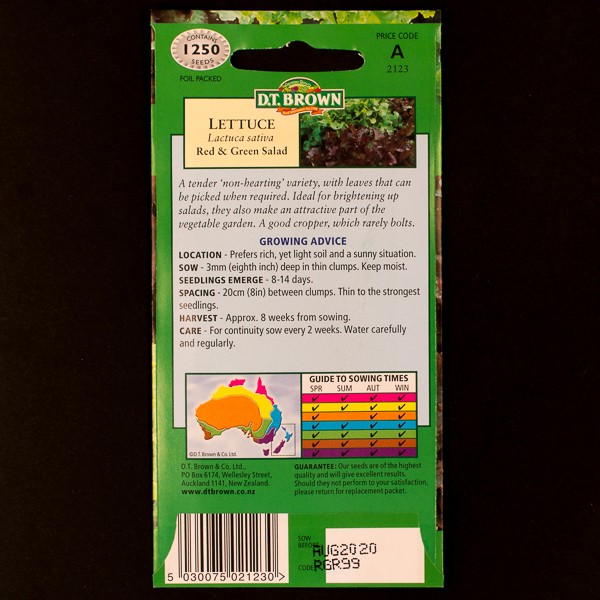 CONTAINS
1250
SEEDS
FOIL PACKED
PRICE CODE
A
2123
D.T. BROWN
LETTUCE
Lactuca sativa
Red & Green Salad
A tender 'non-hearting' variety, with leaves that can
be picked when required. Ideal for brightening up
salads, they also make an attractive part of the
vegetable garden. A good cropper, which rarely bolts.
GROWING ADVICE
LOCATION - Prefers rich, yet light soil and a sunny situation.
SOW - 3mm (eighth inch) deep in thin clumps. Keep moist.
SEEDLINGS EMERGE - 8-14 days.
SPACING - 20cm (8in) between clumps. Thin to the strongest
seedlings.
HARVEST - Approx. 8 weeks from sowing.
CARE - For continuity sow every 2 weeks. Water carefully
and regularly.
GUIDE TO SOWING TIMES
SPR SUM AUT WIN
©D.T. Brown & Co. Ltd.
D.T. Brown & Co. Ltd.,
PO Box 6174, Wellesley Street,
Auckland 1141, New Zealand.
www.dtbrown.co.nz
GUARANTEE: Our seeds are of the highest
quality and will give excellent results.
Should they not perform to your satisfaction,
please return for replacement packet.
SOW
BEFORE AUG2020
CODE RGR99
5 030075 021230 >